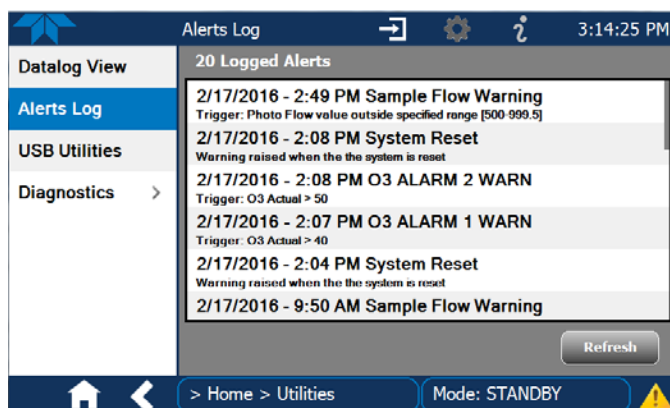 Alerts Log
3:14:25 PM
Datalog View
Alerts Log
USB Utilities
Diagnostics >
20 Logged Alerts
2/17/2016 - 2:49 PM Sample Flow Warning
Trigger: Photo Flow value outside specified range [500-999.5]
2/17/2016 - 2:08 PM System Reset
Warning raised when the the system is reset
2/17/2016 - 2:08 PM O3 ALARM 2 WARN
Trigger: O3 Actual > 50
2/17/2016 - 2:07 PM O3 ALARM 1 WARN
Trigger: O3 Actual > 40
2/17/2016 - 2:04 PM System Reset
Warning raised when the the system is reset
2/17/2016 - 9:50 AM Sample Flow Warning
Refresh
> Home > Utilities
Mode: STANDBY